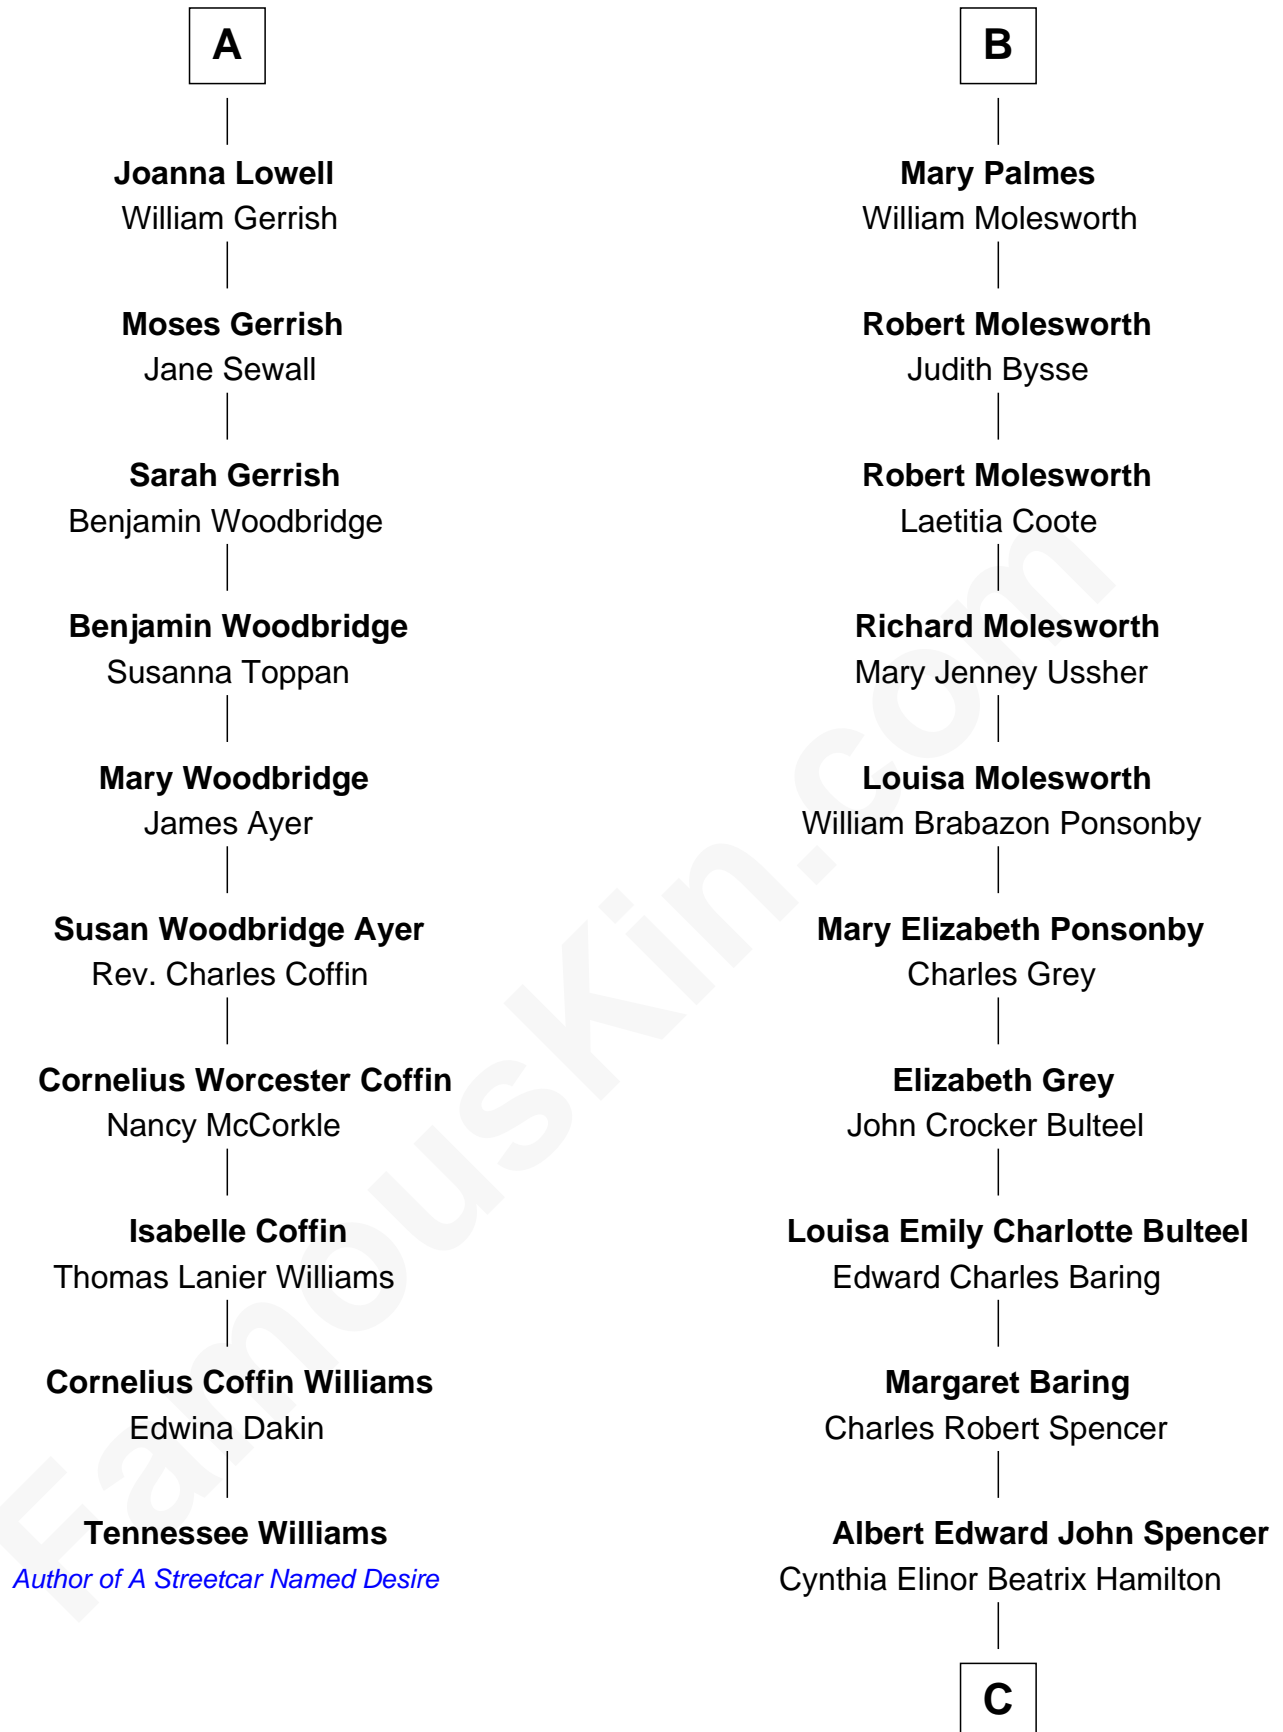 A
Joanna Lowell
William Gerrish
Moses Gerrish
Jane Sewall
Sarah Gerrish
Benjamin Woodbridge
Benjamin Woodbridge
Susanna Toppan
Mary Woodbridge
James Ayer
Susan Woodbridge Ayer
Rev. Charles Coffin
Cornelius Worcester Coffin
Nancy McCorkle
Isabelle Coffin
Thomas Lanier Williams
Cornelius Coffin Williams
Edwina Dakin
Tennessee Williams
Author of A Streetcar Named Desire
B
Mary Palmes
William Molesworth
Robert Molesworth
Judith Bysse
Robert Molesworth
Laetitia Coote
Richard Molesworth
Mary Jenney Ussher
Louisa Molesworth
William Brabazon Ponsonby
Mary Elizabeth Ponsonby
Charles Grey
Elizabeth Grey
John Crocker Bulteel
Louisa Emily Charlotte Bulteel
Edward Charles Baring
Margaret Baring
Charles Robert Spencer
Albert Edward John Spencer
Cynthia Elinor Beatrix Hamilton
C
FamousKin.com